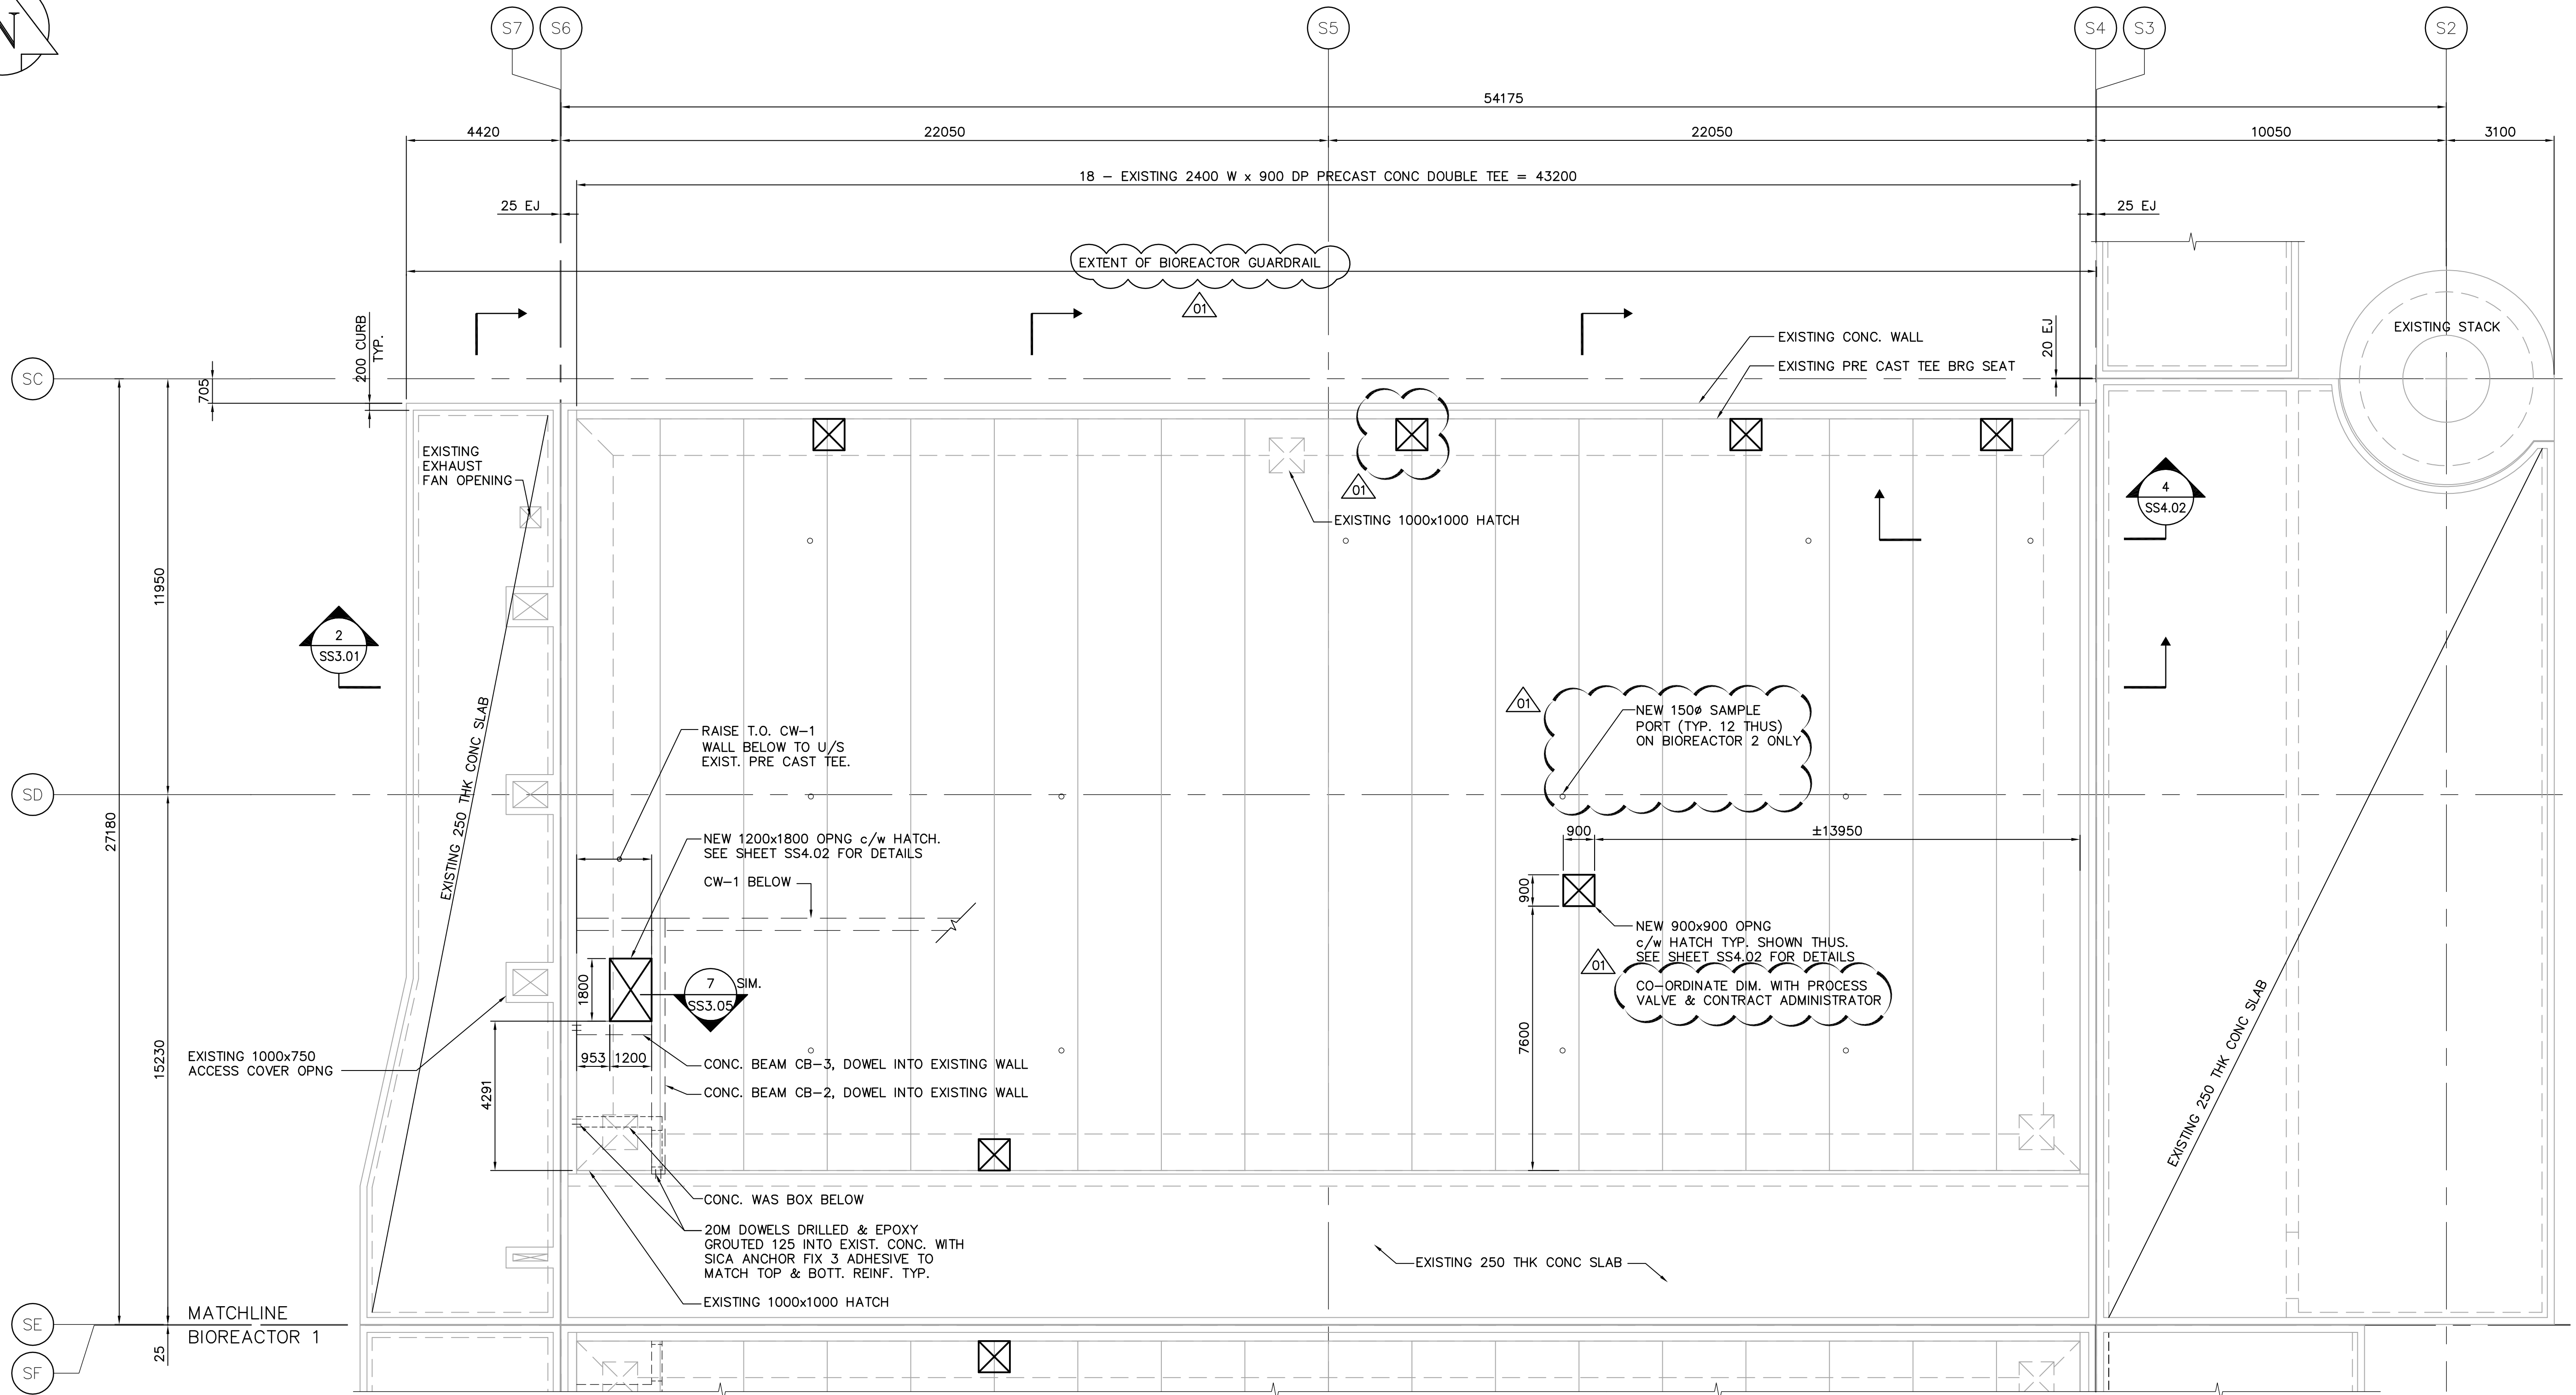 N
S7
S6
S5
S4
S3
S2
54175
4420
22050
22050
10050
3100
18 – EXISTING 2400 W x 900 DP PRECAST CONC DOUBLE TEE = 43200
25 EJ
25 EJ
EXTENT OF BIOREACTOR GUARDRAIL
01
200 CURB
TYP.
20 EJ
EXISTING STACK
EXISTING CONC. WALL
EXISTING PRE CAST TEE BRG SEAT
SC
705
EXISTING
EXHAUST
FAN OPENING
01
EXISTING 1000x1000 HATCH
4
SS4.02
11950
2
SS3.01
EXISTING 250 THK CONC SLAB
RAISE T.O. CW–1
WALL BELOW TO U/S
EXIST. PRE CAST TEE.
01
NEW 150ø SAMPLE
PORT (TYP. 12 THUS)
ON BIOREACTOR 2 ONLY
SD
27180
NEW 1200x1800 OPNG c/w HATCH.
SEE SHEET SS4.02 FOR DETAILS
CW–1 BELOW
900
±13950
900
NEW 900x900 OPNG
c/w HATCH TYP. SHOWN THUS.
SEE SHEET SS4.02 FOR DETAILS
01
CO–ORDINATE DIM. WITH PROCESS
VALVE & CONTRACT ADMINISTRATOR
1800
7
SIM.
SS3.05
7600
15230
EXISTING 1000x750
ACCESS COVER OPNG
953
1200
CONC. BEAM CB–3, DOWEL INTO EXISTING WALL
4291
CONC. BEAM CB–2, DOWEL INTO EXISTING WALL
EXISTING 250 THK CONC SLAB
CONC. WAS BOX BELOW
20M DOWELS DRILLED & EPOXY
GROUTED 125 INTO EXIST. CONC. WITH
SICA ANCHOR FIX 3 ADHESIVE TO
MATCH TOP & BOTT. REINF. TYP.
EXISTING 250 THK CONC SLAB
EXISTING 1000x1000 HATCH
SE
MATCHLINE
BIOREACTOR 1
25
SF